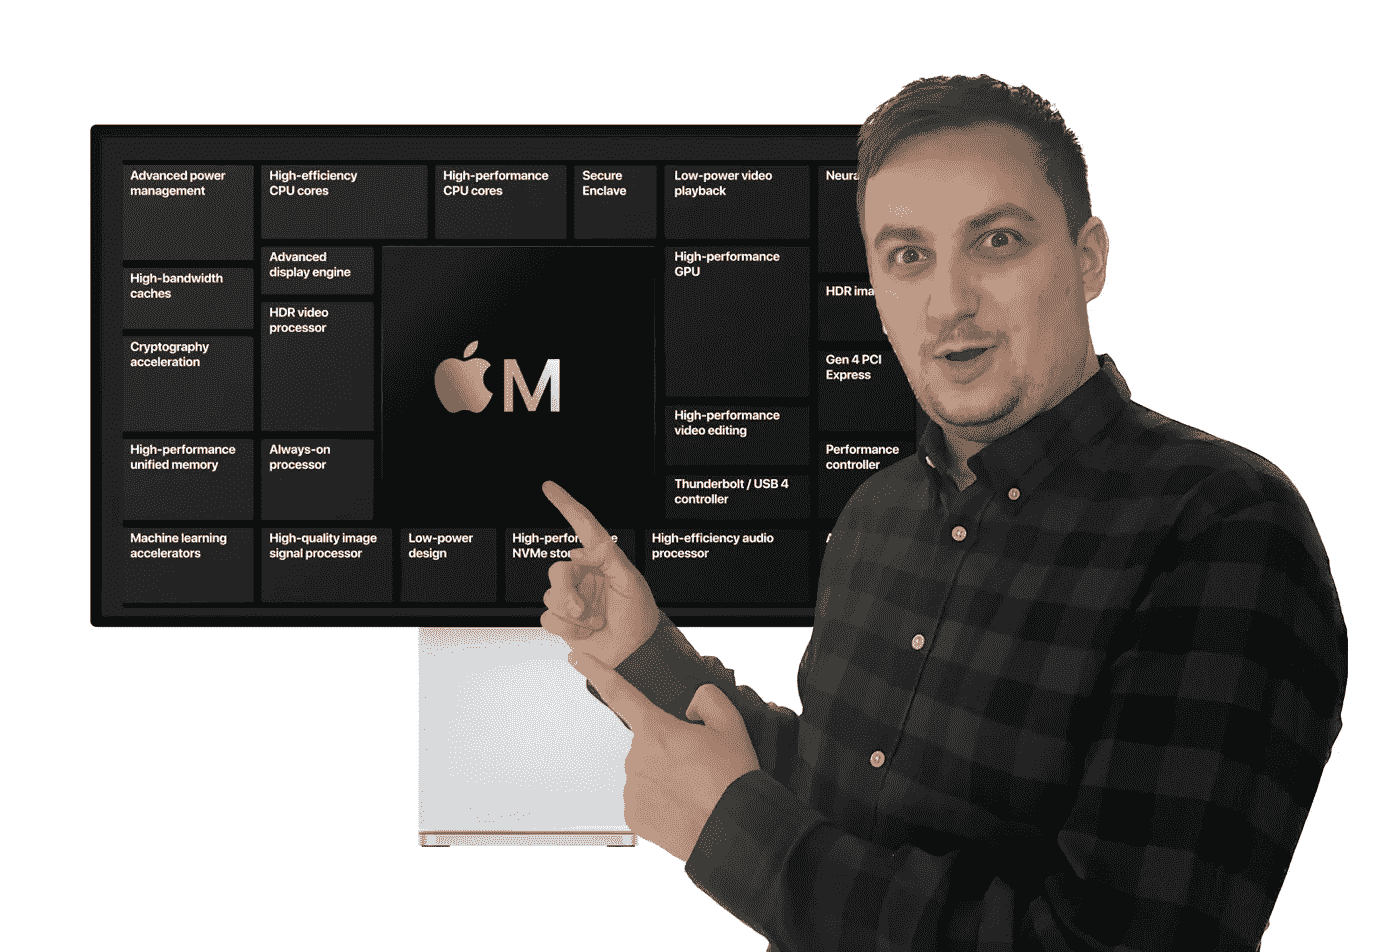 Advanced power
management
High-efficiency
CPU cores
High-performance
CPU cores
Secure
Enclave
Low-power video
playback
High-bandwidth
caches
Advanced
display engine
HDR video
processor
High-performance
GPU
HDR
Cryptography
acceleration
M
Gen 4 PCI
Express
High-performance
unified memory
Always-on
processor
High-performance
video editing
Performance
controller
Thunderbolt / USB 4
controller
Machine learning
accelerators
High-quality image
signal processor
Low-power
design
NVMe
High-efficiency audio
processor